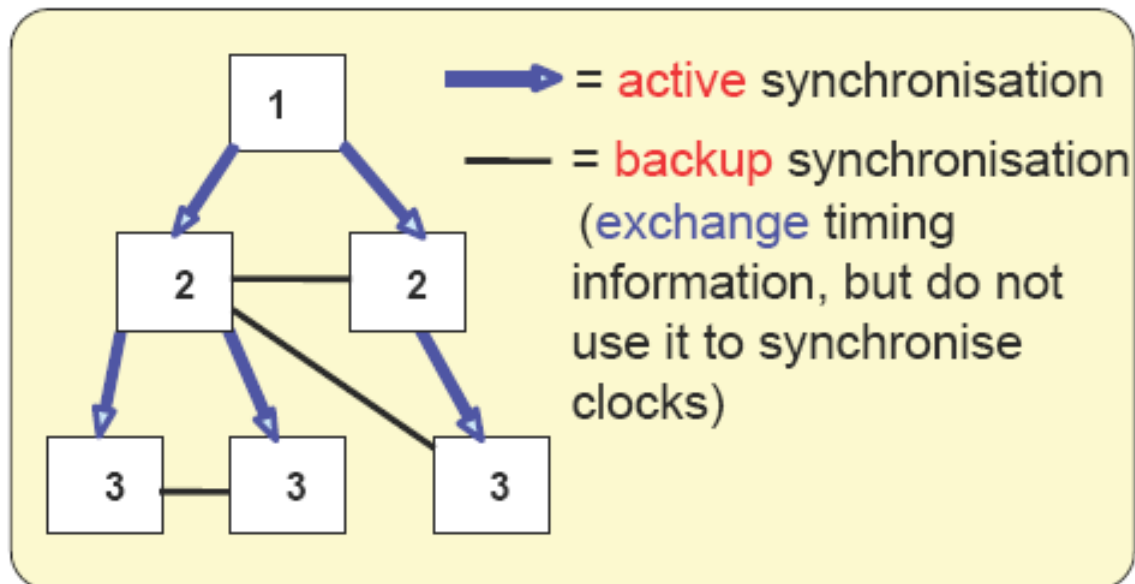 1
= active synchronisation
= backup synchronisation
(exchange timing
information, but do not
use it to synchronise
clocks)
2 2
3 3 3